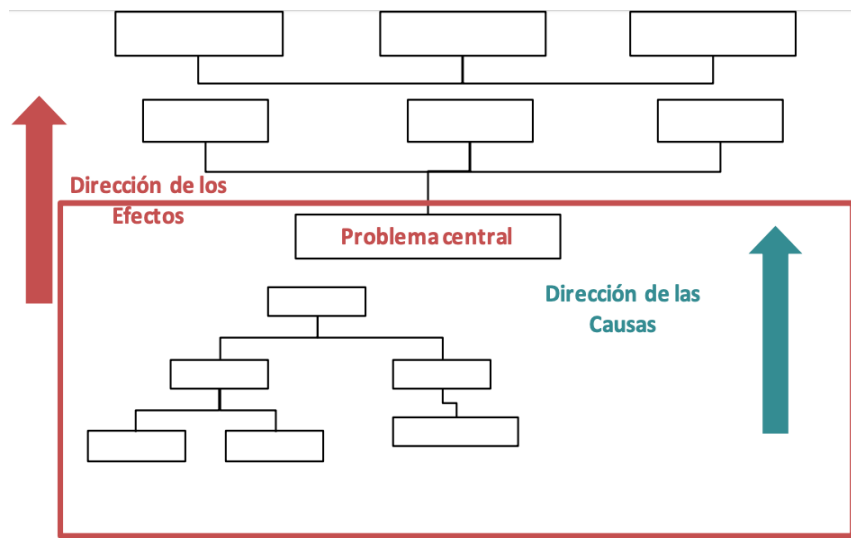 Dirección de los
Efectos
Problema central
Dirección de las
Causas